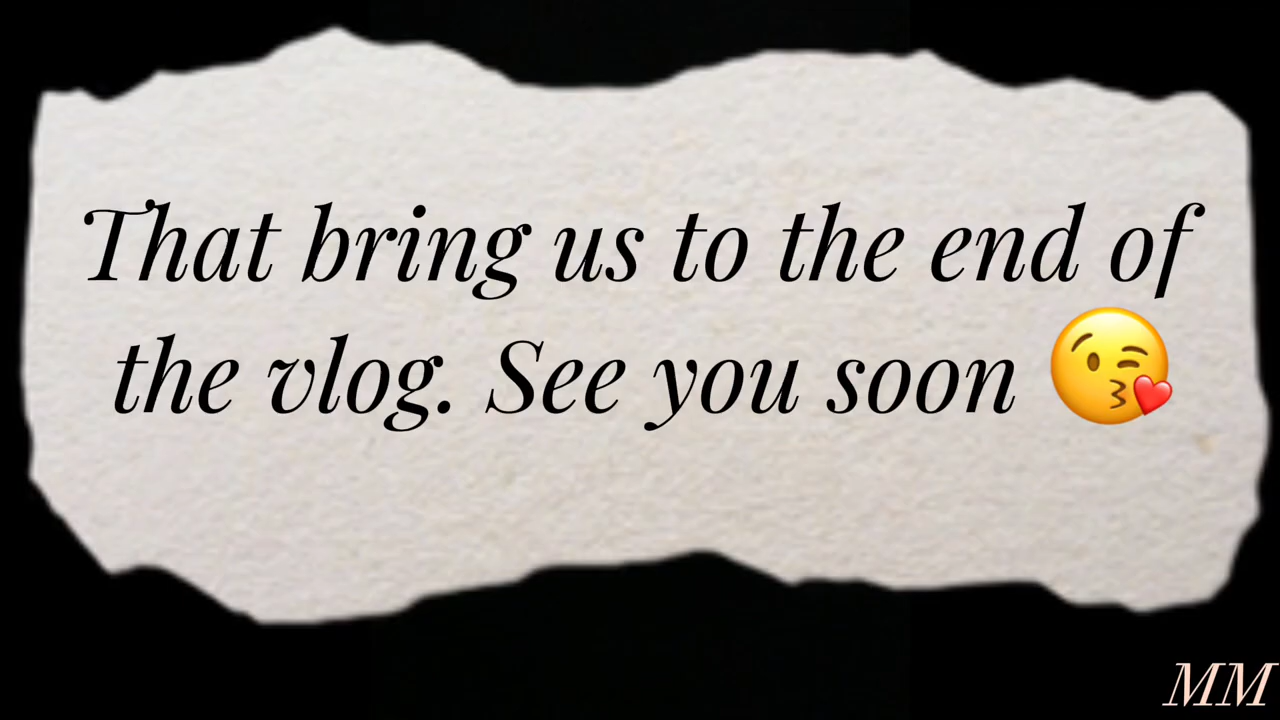 That bring us to the end of
the vlog. See you soon 😘
MM